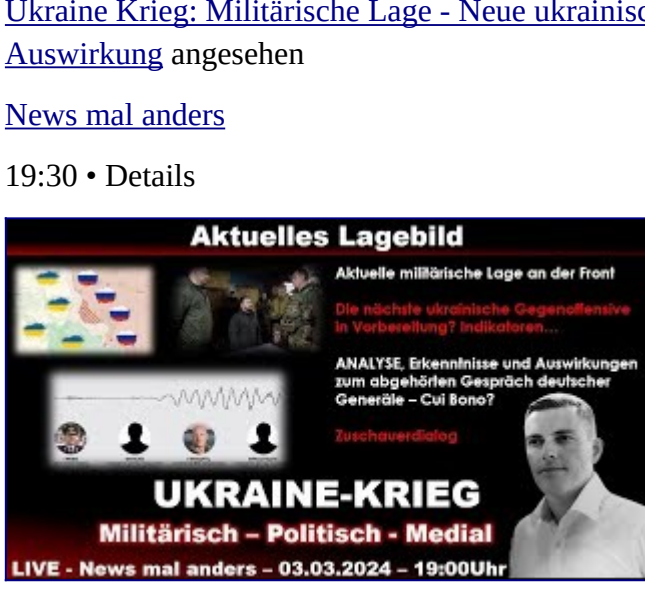 Ukraine Krieg: Militärische Lage - Neue ukrainisc
Auswirkung angesehen
News mal anders
19:30 • Details
Aktuelles Lagebild
Aktuelle militärische Lage an der Front
Die nächste ukrainische Gegenoffensive
in Vorbereitung? Indikatoren...
ANALYSE, Erkenntnisse und Auswirkungen
zum abgehörten Gespräch deutscher
Generäle – Cui Bono?
Zuschauerdialog
UKRAINE-KRIEG
Militärisch – Politisch - Medial
LIVE - News mal anders – 03.03.2024 – 19:00Uhr